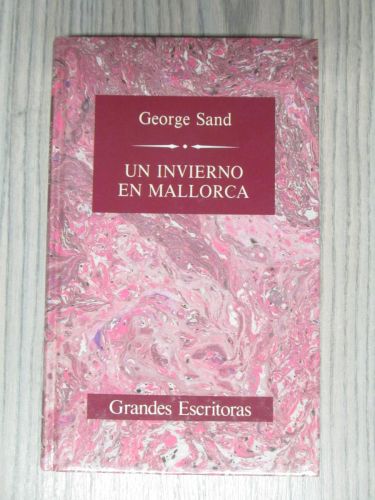 George Sand
UN INVIERNO
EN MALLORCA
Grandes Escritoras